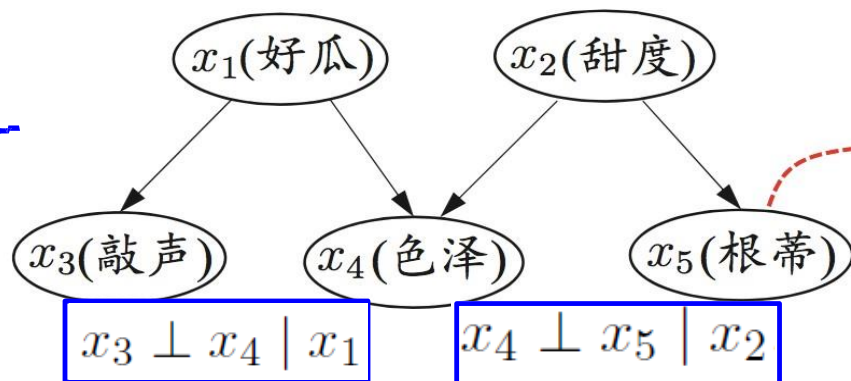 x₁(好瓜) x₂(甜度)
x₃(敲声) x₄(色泽) x₅(根蒂)
x₃ ⊥ x₄ | x₁ x₄ ⊥ x₅ | x₂